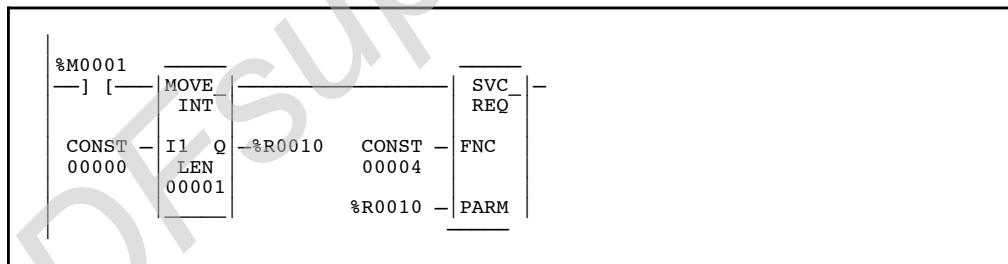 %M0001
] [ MOVE_ SVC_
INT REQ
CONST I1 Q %R0010 CONST FNC
00000 LEN 00004
00001
%R0010 PARM